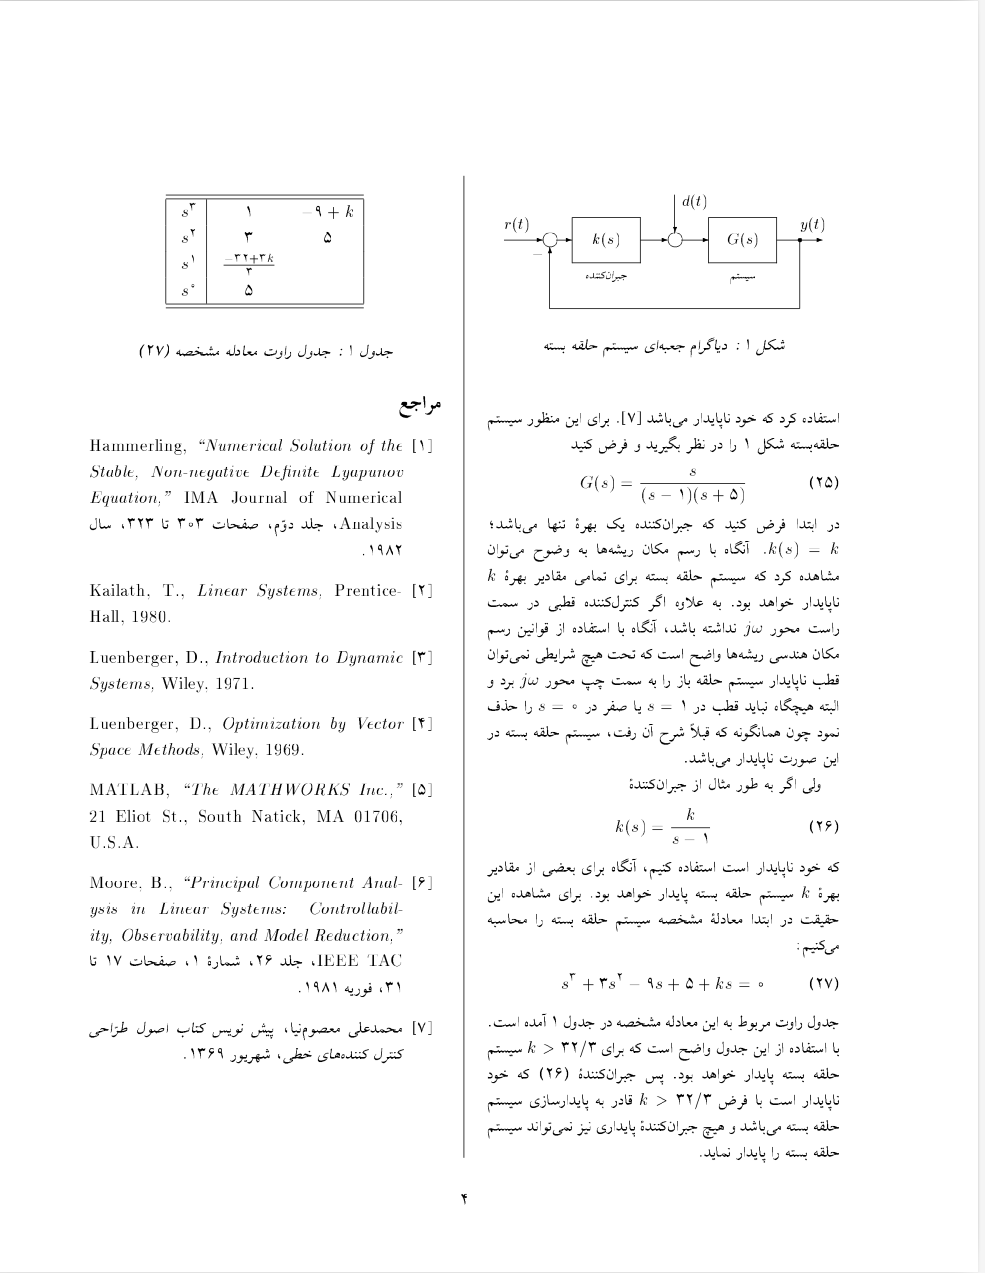 r(t)
k(s)
d(t)
G(s)
y(t)
−
جبران‌کننده
سیستم
شکل ۱ : دیاگرام جعبه‌ای سیستم حلقه بسته
استفاده کرد که خود ناپایدار می‌باشد [۷]. برای این منظور سیستم
حلقه‌بسته شکل ۱ را در نظر بگیرید و فرض کنید
G(s) = s / (s − ۱)(s + ۵) (۲۵)
در ابتدا فرض کنید که جبران‌کننده یک بهرهٔ تنها می‌باشد؛
k(s) = k. آنگاه با رسم مکان ریشه‌ها به وضوح می‌توان
مشاهده کرد که سیستم حلقه بسته برای تمامی مقادیر بهرهٔ k
ناپایدار خواهد بود. به علاوه اگر کنترل‌کننده قطبی در سمت
راست محور jω نداشته باشد، آنگاه با استفاده از قوانین رسم
مکان هندسی ریشه‌ها واضح است که تحت هیچ شرایطی نمی‌توان
قطب ناپایدار سیستم حلقه باز را به سمت چپ محور jω برد و
البته هیچگاه نباید قطب در s = ۱ یا صفر در s = ۰ را حذف
نمود چون همانگونه که قبلاً شرح آن رفت، سیستم حلقه بسته در
این صورت ناپایدار می‌باشد.
ولی اگر به طور مثال از جبران‌کنندهٔ
k(s) = k / s − ۱ (۲۶)
که خود ناپایدار است استفاده کنیم، آنگاه برای بعضی از مقادیر
بهرهٔ k سیستم حلقه بسته پایدار خواهد بود. برای مشاهده این
حقیقت در ابتدا معادلهٔ مشخصه سیستم حلقه بسته را محاسبه
می‌کنیم:
s³ + ۳s² − ۹s + ۵ + ks = ۰ (۲۷)
جدول راوت مربوط به این معادله مشخصه در جدول ۱ آمده است.
با استفاده از این جدول واضح است که برای k > ۳۲/۳ سیستم
حلقه بسته پایدار خواهد بود. پس جبران‌کنندهٔ (۲۶) که خود
ناپایدار است با فرض k > ۳۲/۳ قادر به پایدارسازی سیستم
حلقه بسته می‌باشد و هیچ جبران‌کنندهٔ پایداری نیز نمی‌تواند سیستم
حلقه بسته را پایدار نماید.
s³ ۱ −۹ + k
s² ۳ ۵
s¹ −۳۲+۳k / ۳
s° ۵
جدول ۱ : جدول راوت معادله مشخصه (۲۷)
مراجع
[۱] Hammerling, “Numerical Solution of the
Stable, Non-negative Definite Lyapunov
Equation,” IMA Journal of Numerical
Analysis، جلد دوّم، صفحات ۳۰۳ تا ۳۲۳، سال
۱۹۸۲.
[۲] Kailath, T., Linear Systems, Prentice-
Hall, 1980.
[۳] Luenberger, D., Introduction to Dynamic
Systems, Wiley, 1971.
[۴] Luenberger, D., Optimization by Vector
Space Methods, Wiley, 1969.
[۵] MATLAB, “The MATHWORKS Inc.,”
21 Eliot St., South Natick, MA 01706,
U.S.A.
[۶] Moore, B., “Principal Component Anal-
ysis in Linear Systems: Controllabil-
ity, Observability, and Model Reduction,”
IEEE TAC، جلد ۲۶، شمارهٔ ۱، صفحات ۱۷ تا
۳۱، فوریه ۱۹۸۱.
[۷] محمدعلی معصوم‌نیا، پیش نویس کتاب اصول طرّاحی
کنترل کننده‌های خطی، شهریور ۱۳۶۹.
۴